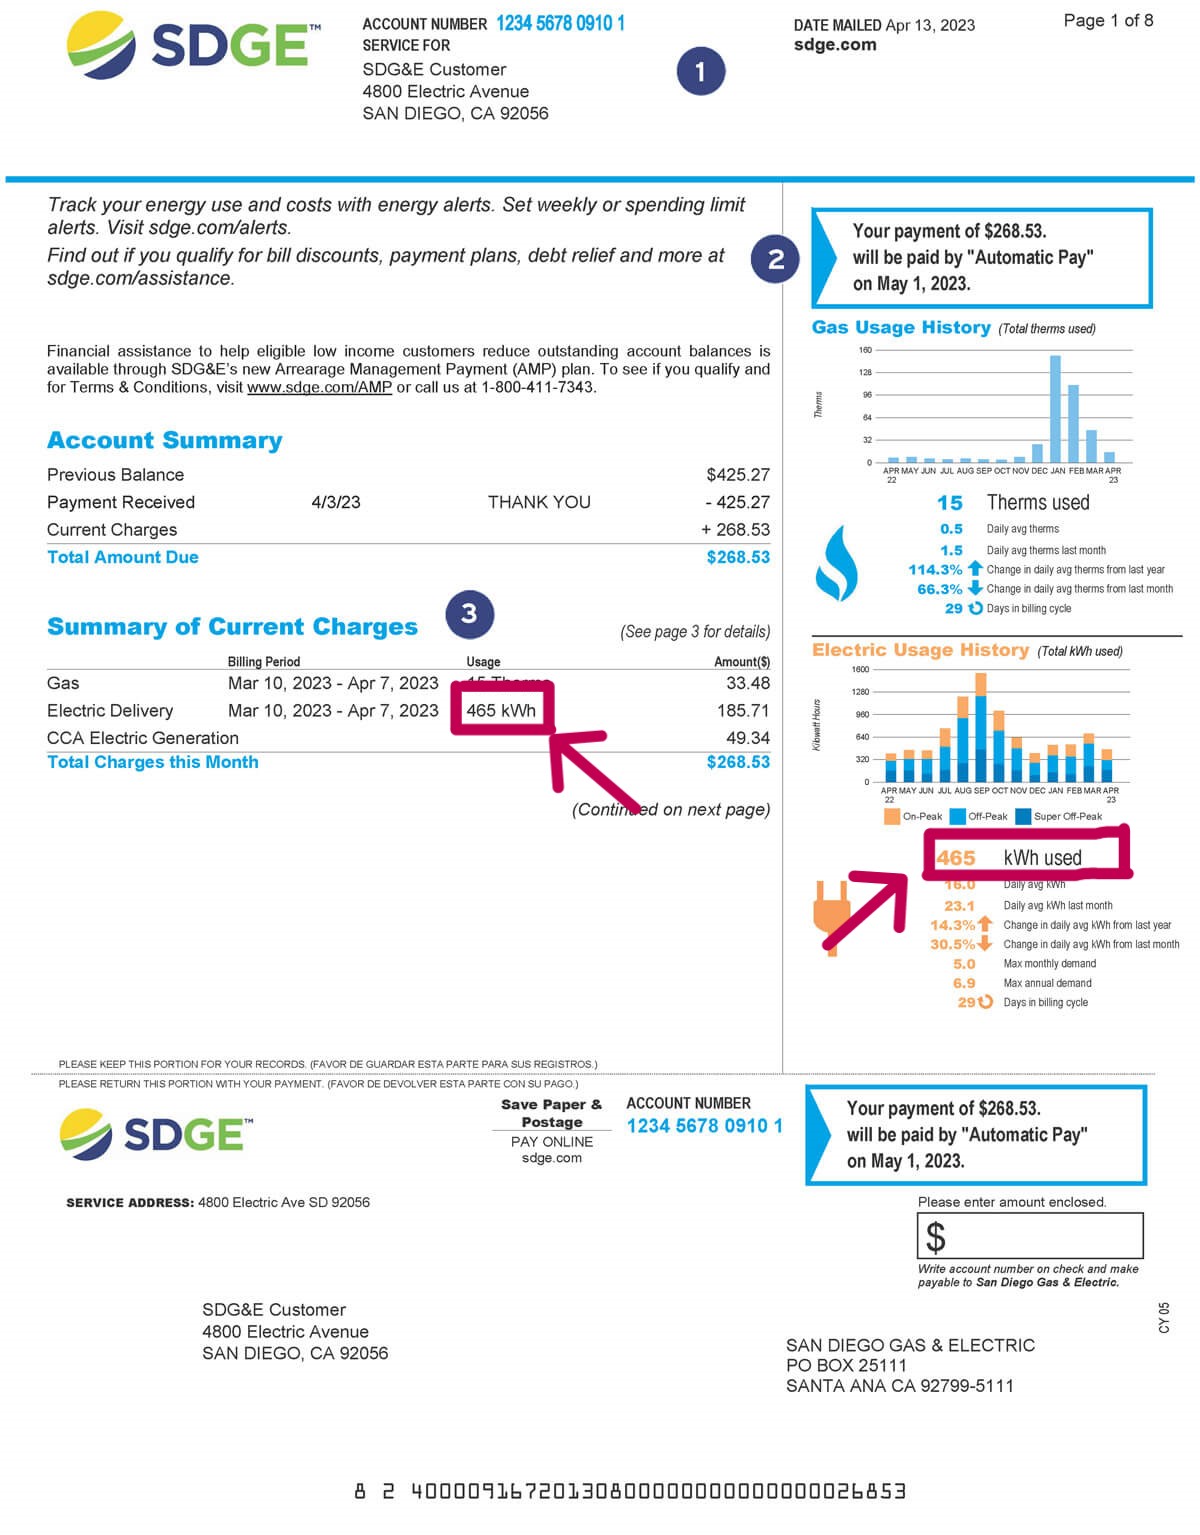 SDGE™
ACCOUNT NUMBER 1234 5678 0910 1
SERVICE FOR
SDG&E Customer
4800 Electric Avenue
SAN DIEGO, CA 92056
1
DATE MAILED Apr 13, 2023
sdge.com
Page 1 of 8
Track your energy use and costs with energy alerts. Set weekly or spending limit
alerts. Visit sdge.com/alerts.
Find out if you qualify for bill discounts, payment plans, debt relief and more at
sdge.com/assistance.
Financial assistance to help eligible low income customers reduce outstanding account balances is
available through SDG&E's new Arrearage Management Payment (AMP) plan. To see if you qualify and
for Terms & Conditions, visit www.sdge.com/AMP or call us at 1-800-411-7343.
Account Summary
Previous Balance $425.27
Payment Received 4/3/23 THANK YOU - 425.27
Current Charges + 268.53
Total Amount Due $268.53
3
Summary of Current Charges (See page 3 for details)
Billing Period Usage Amount($)
Gas Mar 10, 2023 - Apr 7, 2023 15 Therms 33.48
Electric Delivery Mar 10, 2023 - Apr 7, 2023 465 kWh 185.71
CCA Electric Generation 49.34
Total Charges this Month $268.53
(Continued on next page)
2
Your payment of $268.53.
will be paid by "Automatic Pay"
on May 1, 2023.
Gas Usage History (Total therms used)
Therms
160
128
96
64
32
0
APR MAY JUN JUL AUG SEP OCT NOV DEC JAN FEB MAR APR
22 23
15 Therms used
0.5 Daily avg therms
1.5 Daily avg therms last month
114.3% Change in daily avg therms from last year
66.3% Change in daily avg therms from last month
29 Days in billing cycle
Electric Usage History (Total kWh used)
Kilowatt Hours
1600
1280
960
640
320
0
APR MAY JUN JUL AUG SEP OCT NOV DEC JAN FEB MAR APR
22 23
On-Peak Off-Peak Super Off-Peak
465 kWh used
16.0 Daily avg kWh
23.1 Daily avg kWh last month
14.3% Change in daily avg kWh from last year
30.5% Change in daily avg kWh from last month
5.0 Max monthly demand
6.9 Max annual demand
29 Days in billing cycle
PLEASE KEEP THIS PORTION FOR YOUR RECORDS. (FAVOR DE GUARDAR ESTA PARTE PARA SUS REGISTROS.)
PLEASE RETURN THIS PORTION WITH YOUR PAYMENT. (FAVOR DE DEVOLVER ESTA PARTE CON SU PAGO.)
SDGE™
Save Paper &
Postage
PAY ONLINE
sdge.com
ACCOUNT NUMBER
1234 5678 0910 1
Your payment of $268.53.
will be paid by "Automatic Pay"
on May 1, 2023.
SERVICE ADDRESS: 4800 Electric Ave SD 92056
Please enter amount enclosed.
$
Write account number on check and make
payable to San Diego Gas & Electric.
CY 05
SDG&E Customer
4800 Electric Avenue
SAN DIEGO, CA 92056
SAN DIEGO GAS & ELECTRIC
PO BOX 25111
SANTA ANA CA 92799-5111
8 2 40000916720130800000000000000026853